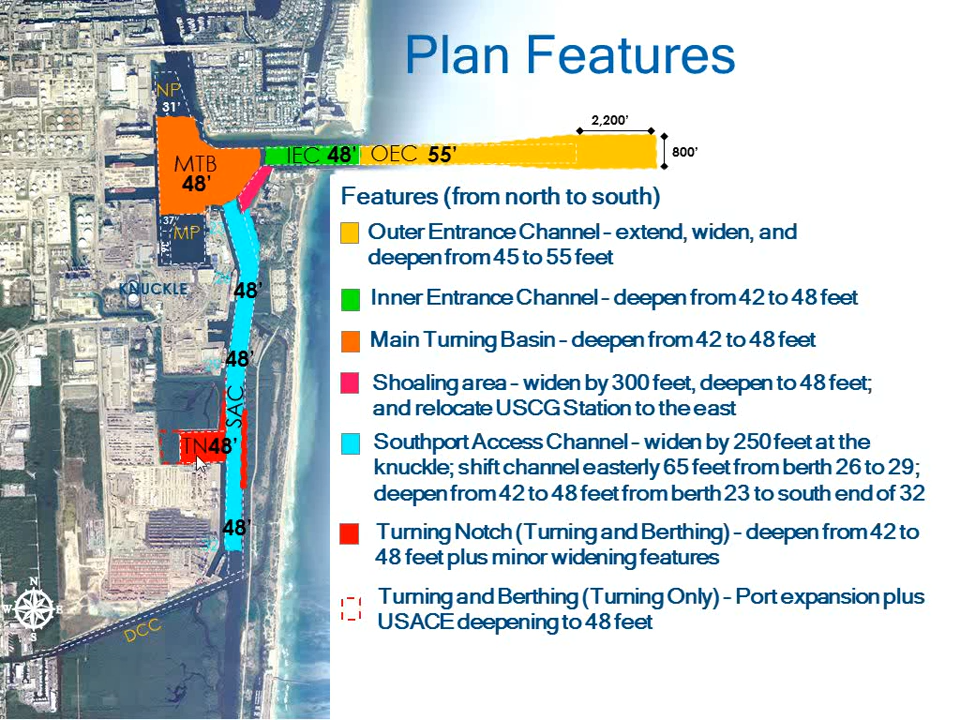 Plan Features
NP
31'
2,200'
800'
MTB
48'
IEC 48'
OEC 55'
37'
MP
36'
KNUCKLE
48'
48'
SAC
TN 48'
48'
N
W E
S
DCC
Features (from north to south)
Outer Entrance Channel - extend, widen, and
deepen from 45 to 55 feet
Inner Entrance Channel - deepen from 42 to 48 feet
Main Turning Basin - deepen from 42 to 48 feet
Shoaling area - widen by 300 feet, deepen to 48 feet;
and relocate USCG Station to the east
Southport Access Channel - widen by 250 feet at the
knuckle; shift channel easterly 65 feet from berth 26 to 29;
deepen from 42 to 48 feet from berth 23 to south end of 32
Turning Notch (Turning and Berthing) - deepen from 42 to
48 feet plus minor widening features
Turning and Berthing (Turning Only) - Port expansion plus
USACE deepening to 48 feet